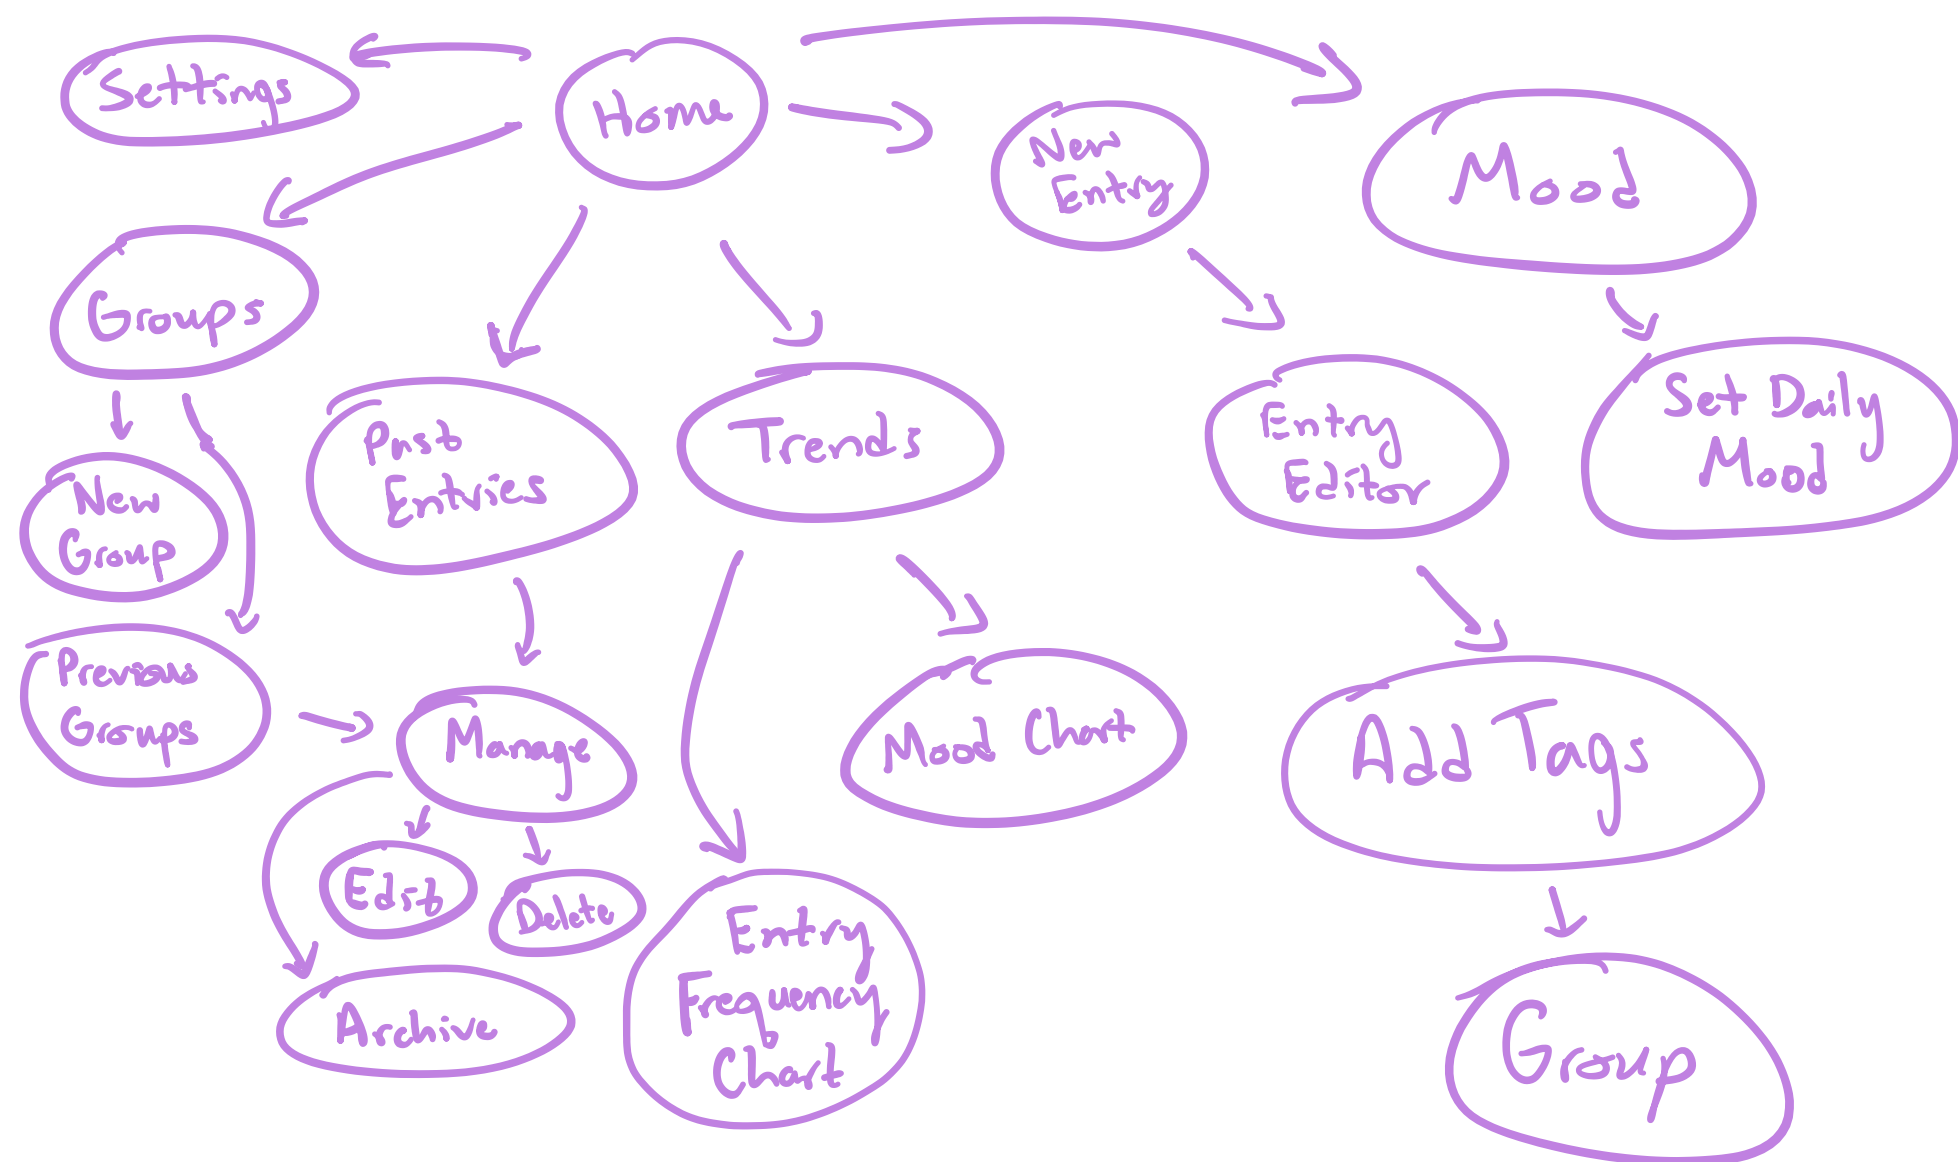 Settings
Home
New
Entry
Mood
Groups
Past
Entries
Trends
Entry
Editor
Set Daily
Mood
New
Group
Previous
Groups
Manage
Mood Chart
Add Tags
Edit
Delete
Archive
Entry
Frequency
Chart
Group